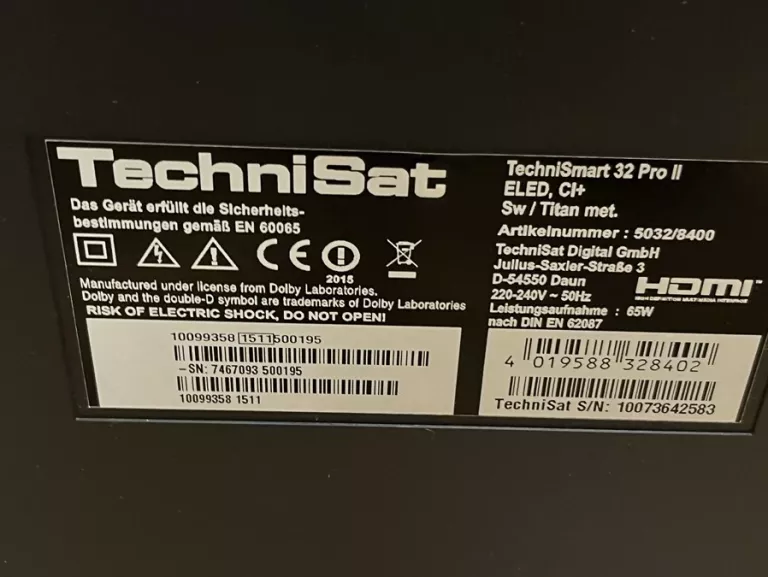 TechniSat
Das Gerät erfüllt die Sicherheits-
bestimmungen gemäß EN 60065
2015
Manufactured under license from Dolby Laboratories.
Dolby and the double-D symbol are trademarks of Dolby Laboratories
RISK OF ELECTRIC SHOCK, DO NOT OPEN!
10099358 1511 500195
-SN: 7467093 500195
10099358 1511
TechniSmart 32 Pro II
ELED, CI+
Sw / Titan met.
Artikelnummer : 5032/8400
TechniSat Digital GmbH
Julius-Saxler-Straße 3
D-54550 Daun
220-240V ~ 50Hz
Leistungsaufnahme : 65W
nach DIN EN 62087
HDMI
HIGH DEFINITION MULTIMEDIA INTERFACE
4 019588 328402
TechniSat S/N: 10073642583